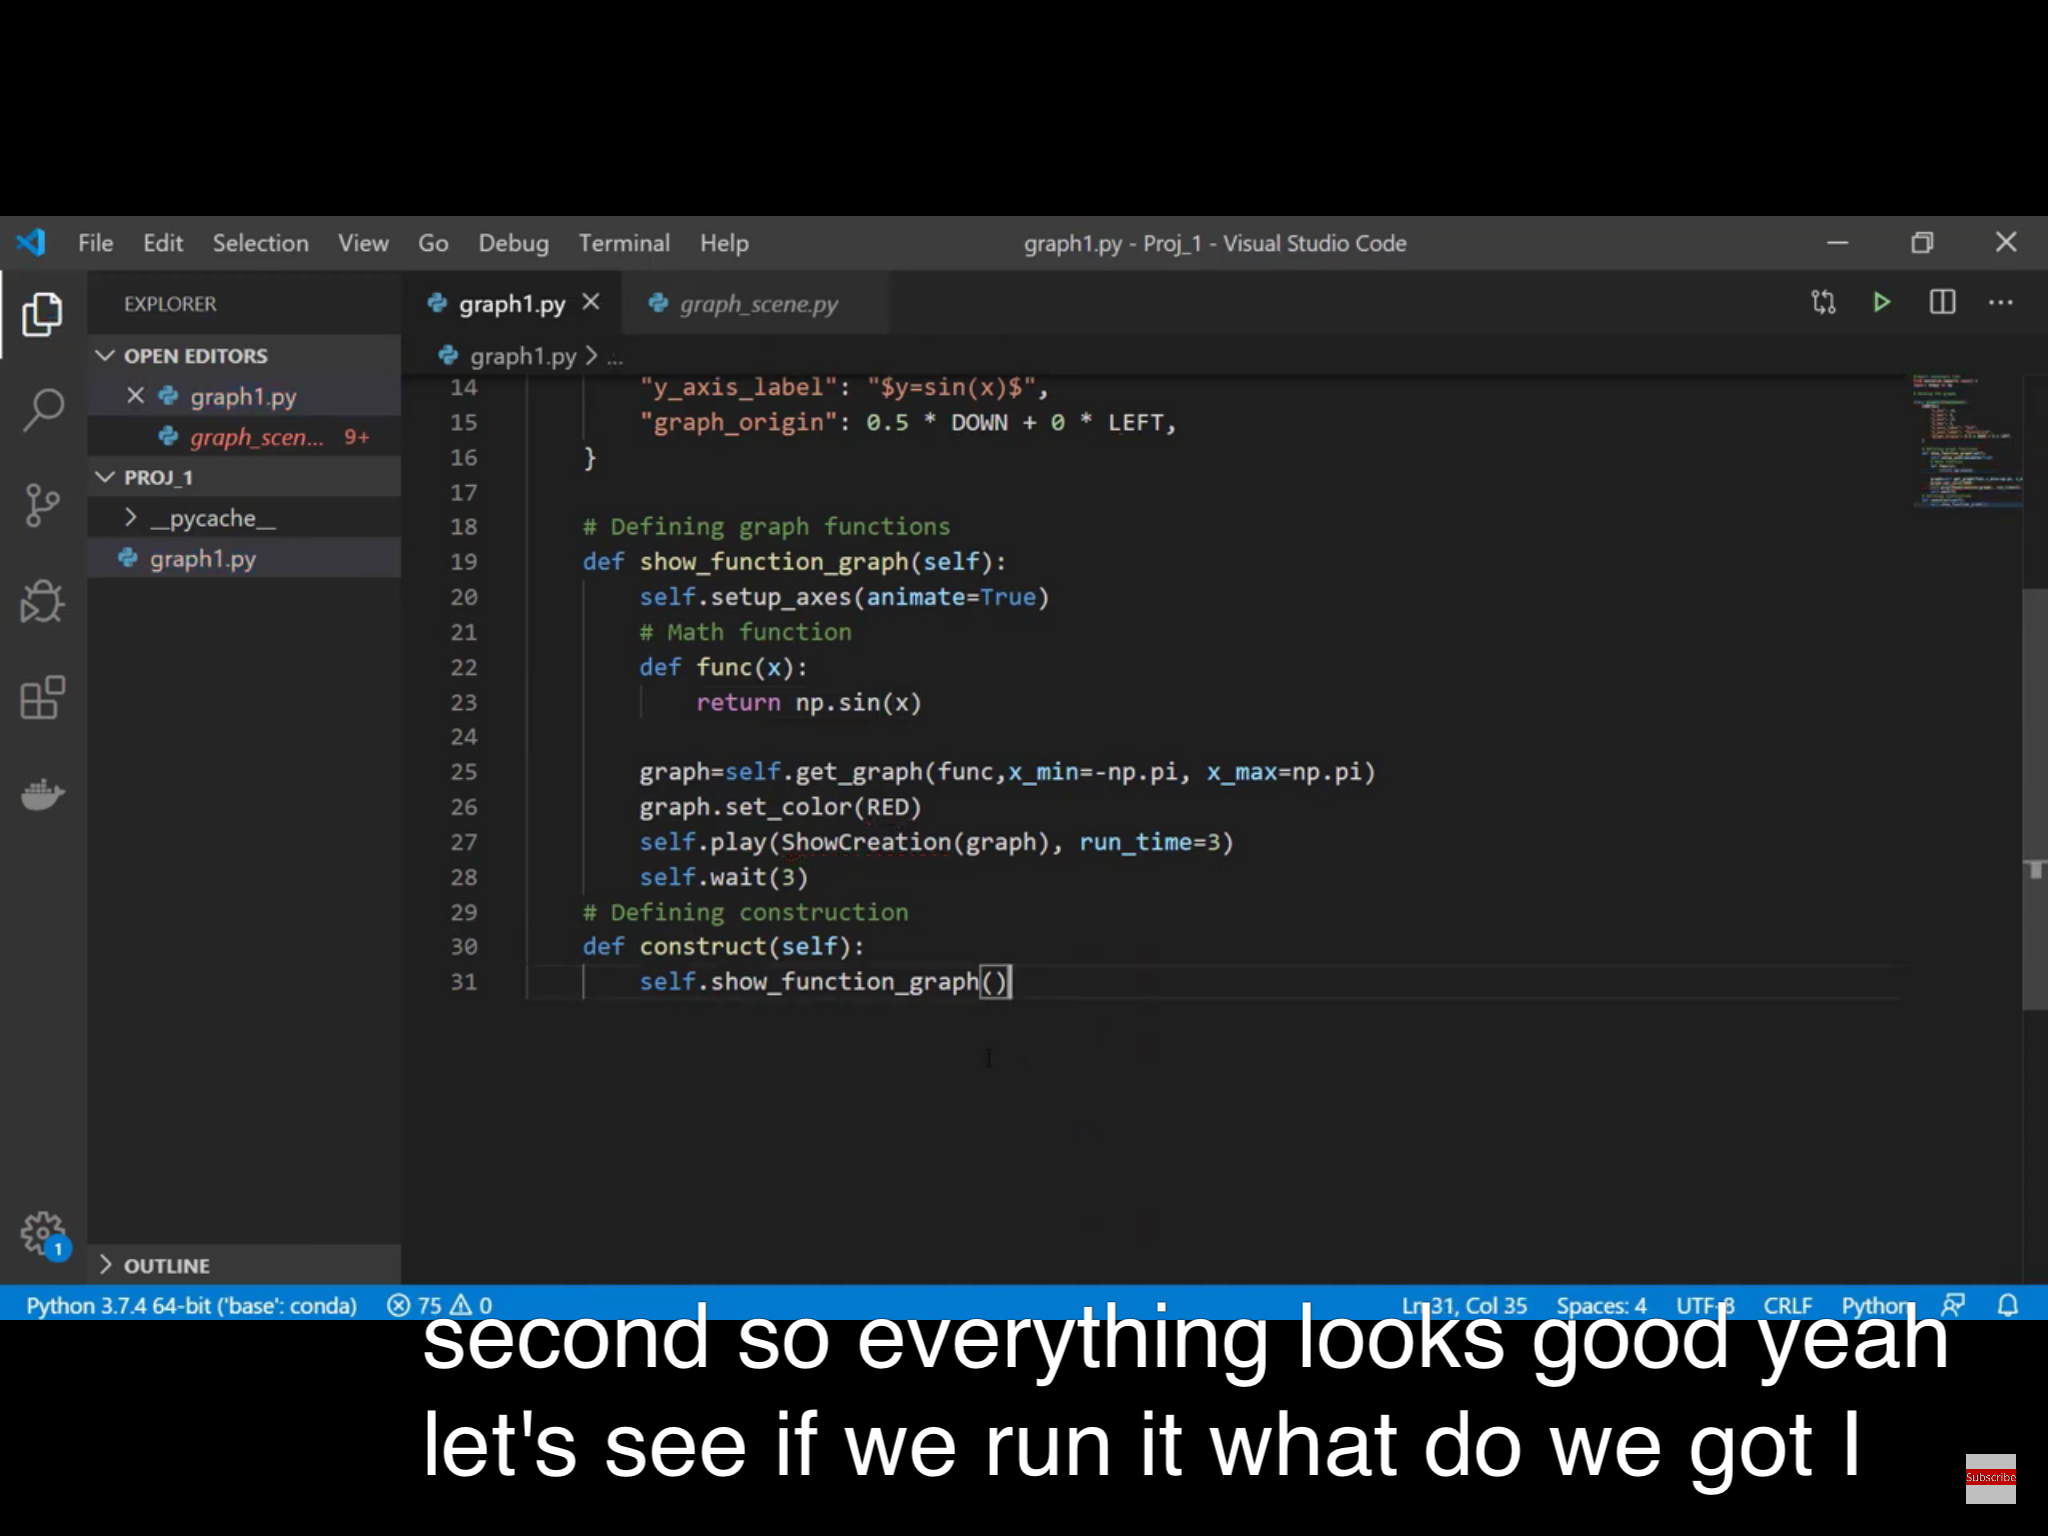 File Edit Selection View Go Debug Terminal Help
graph1.py - Proj_1 - Visual Studio Code
EXPLORER
OPEN EDITORS
graph1.py
graph_scen... 9+
PROJ_1
__pycache__
graph1.py
OUTLINE
graph1.py
graph_scene.py
graph1.py > ...
14 "y_axis_label": "$y=sin(x)$",
15 "graph_origin": 0.5 * DOWN + 0 * LEFT,
16 }
17
18 # Defining graph functions
19 def show_function_graph(self):
20 self.setup_axes(animate=True)
21 # Math function
22 def func(x):
23 return np.sin(x)
24
25 graph=self.get_graph(func,x_min=-np.pi, x_max=np.pi)
26 graph.set_color(RED)
27 self.play(ShowCreation(graph), run_time=3)
28 self.wait(3)
29 # Defining construction
30 def construct(self):
31 self.show_function_graph()
1
Python 3.7.4 64-bit ('base': conda) 75 0
Ln 31, Col 35 Spaces: 4 UTF-8 CRLF Python
second so everything looks good yeah
let's see if we run it what do we got I
Subscribe